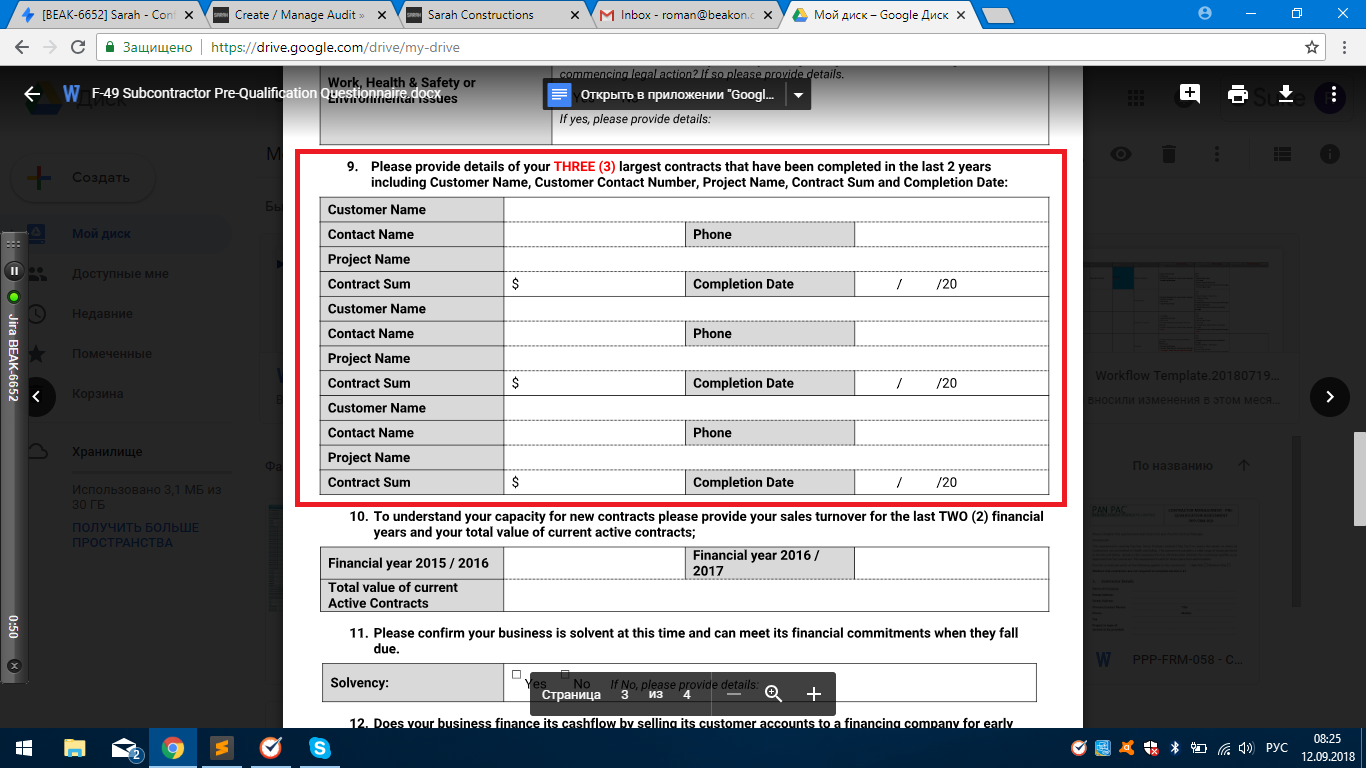 [BEAK-6652] Sarah - Con
Create / Manage Audit »
Sarah Constructions
Inbox - roman@beakon.c
Мой диск – Google Диск
Защищено
https://drive.google.com/drive/my-drive
commencing legal action? If so please provide details.
Work, Health & Safety or
Environmental Issues
F-49 Subcontractor Pre-Qualification Questionnaire.docx
Открыть в приложении "Googl...
If yes, please provide details:
Создать
Мой диск
Доступные мне
Недавние
Помеченные
Корзина
Хранилище
Использовано 3,1 МБ из
30 ГБ
ПОЛУЧИТЬ БОЛЬШЕ
ПРОСТРАНСТВА
Jira BEAK-6652
0:50
9. Please provide details of your THREE (3) largest contracts that have been completed in the last 2 years
including Customer Name, Customer Contact Number, Project Name, Contract Sum and Completion Date:
Customer Name
Contact Name Phone
Project Name
Contract Sum $ Completion Date / /20
Customer Name
Contact Name Phone
Project Name
Contract Sum $ Completion Date / /20
Customer Name
Contact Name Phone
Project Name
Contract Sum $ Completion Date / /20
10. To understand your capacity for new contracts please provide your sales turnover for the last TWO (2) financial
years and your total value of current active contracts;
Financial year 2015 / 2016 Financial year 2016 /
2017
Total value of current
Active Contracts
11. Please confirm your business is solvent at this time and can meet its financial commitments when they fall
due.
Solvency: Yes No If No, please provide details:
Страница 3 из 4
12. Does your business finance its cashflow by selling its customer accounts to a financing company for early
Workflow Template.20180719...
вносили изменения в этом меся...
По названию
PAN PAC
PPP-FRM-058 - C...
2
РУС
08:25
12.09.2018